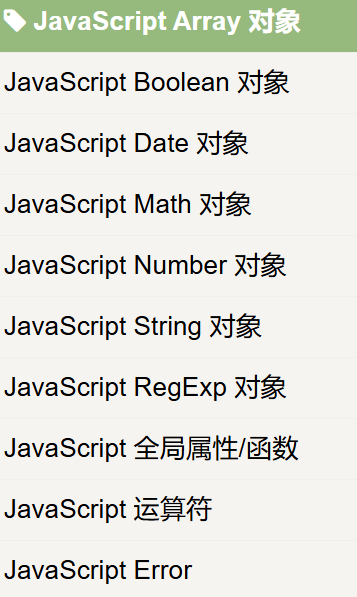 JavaScript Array 对象
JavaScript Boolean 对象
JavaScript Date 对象
JavaScript Math 对象
JavaScript Number 对象
JavaScript String 对象
JavaScript RegExp 对象
JavaScript 全局属性/函数
JavaScript 运算符
JavaScript Error